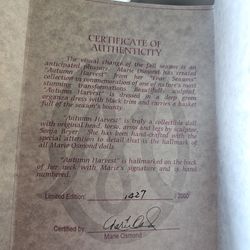 CERTIFICATE OF
AUTHENTICITY
The visual change of the fall season is an
anticipated pleasure. Marie Osmond has created
"Autumn Harvest" from her "Four Seasons"
collection in commemoration of one of nature's most
stunning transformations. Beautifully sculpted,
"Autumn Harvest" is dressed in a deep green
organza dress with black trim and carries a basket
full of the season's bounty.
"Autumn Harvest" is truly a collectible doll
with original head, torso, arms and legs by sculptor
Sonja Bryer. She has been hand-crafted with the
special attention to detail that is the hallmark of
all Marie Osmond dolls.
"Autumn Harvest" is hallmarked on the back
of her neck with Marie's signature and is hand
numbered.
Limited Edition: 1027 / 2000
Certified by
Marie Osmond